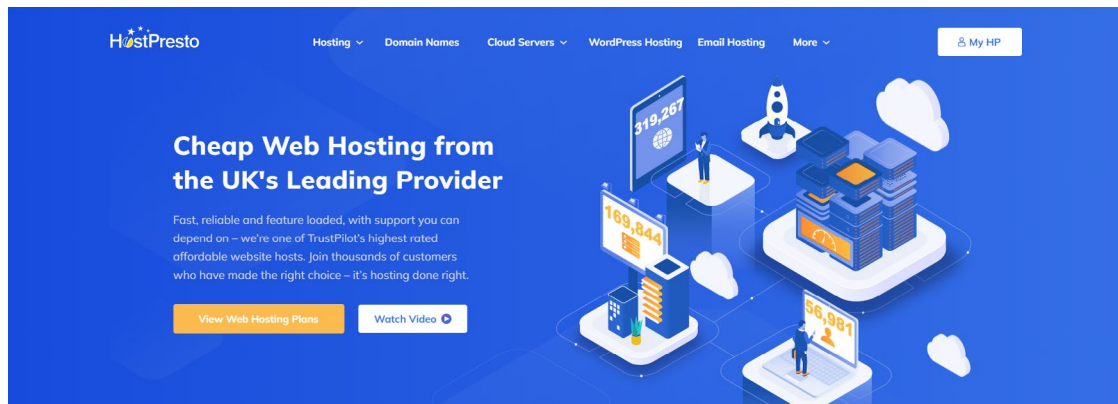 HostPresto
Hosting
Domain Names
Cloud Servers
WordPress Hosting
Email Hosting
More
My HP
Cheap Web Hosting from
the UK's Leading Provider
Fast, reliable and feature loaded, with support you can
depend on – we're one of TrustPilot's highest rated
affordable website hosts. Join thousands of customers
who have made the right choice – it's hosting done right.
View Web Hosting Plans
Watch Video
319,267
169,844
56,981